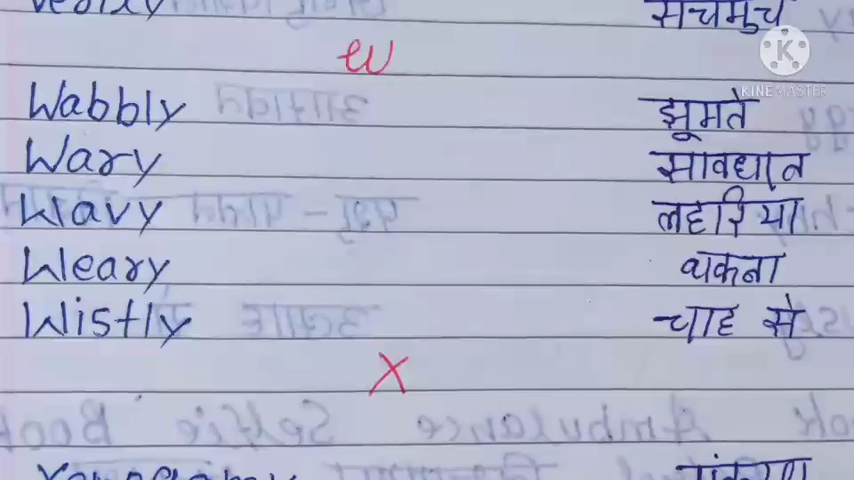 सचमुच
W
KINEMASTER
Wabbly झूमते
Wary सावधान
Wavy लहरिया
Weary थकना
Wistly चाह से
X